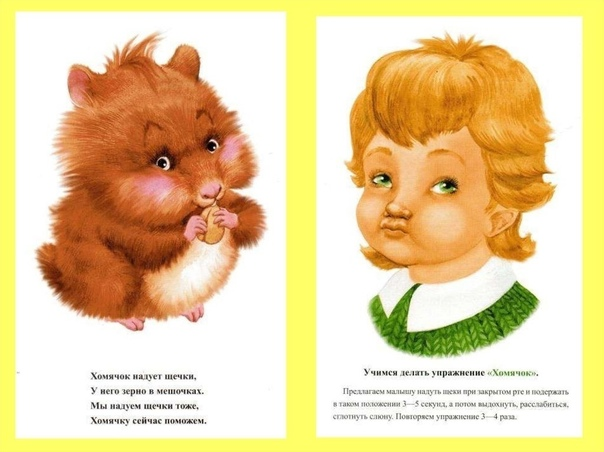 Хомячок надует щечки,
У него зерно в мешочках.
Мы надуем щечки тоже,
Хомячку сейчас поможем.
Учимся делать упражнение «Хомячок».
Предлагаем малышу надуть щеки при закрытом рте и подержать
в таком положении 3—5 секунд, а потом выдохнуть, расслабиться,
сглотнуть слюну. Повторяем упражнение 3—4 раза.